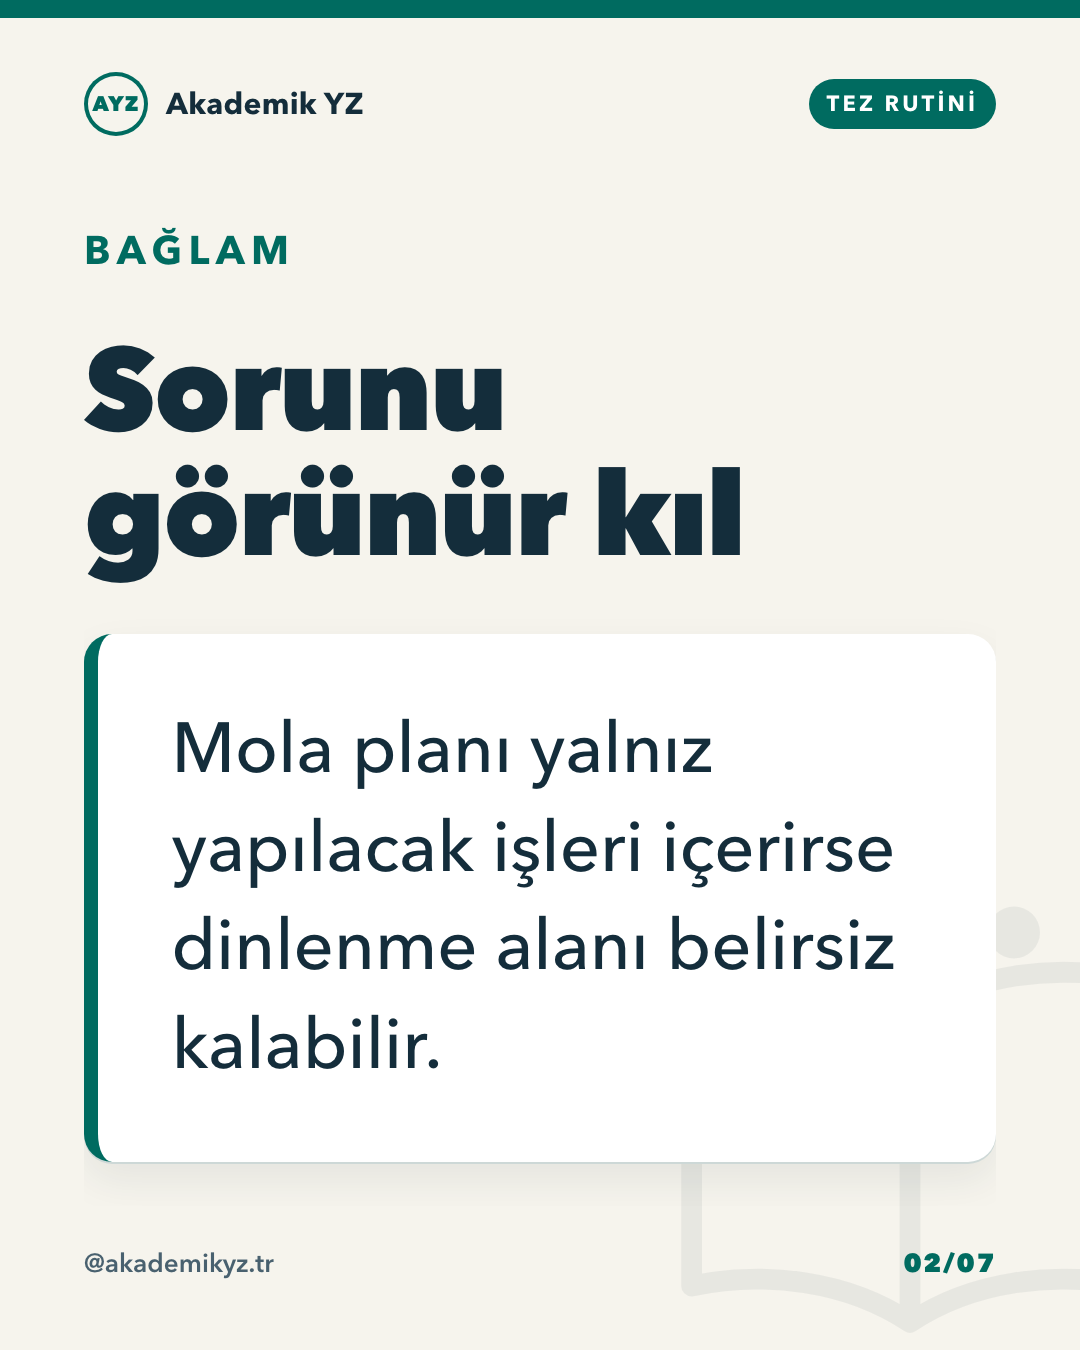 AYZ Akademik YZ
TEZ RUTİNİ
BAĞLAM
Sorunu
görünür kıl
Mola planı yalnız
yapılacak işleri içerirse
dinlenme alanı belirsiz
kalabilir.
@akademikyz.tr
02/07